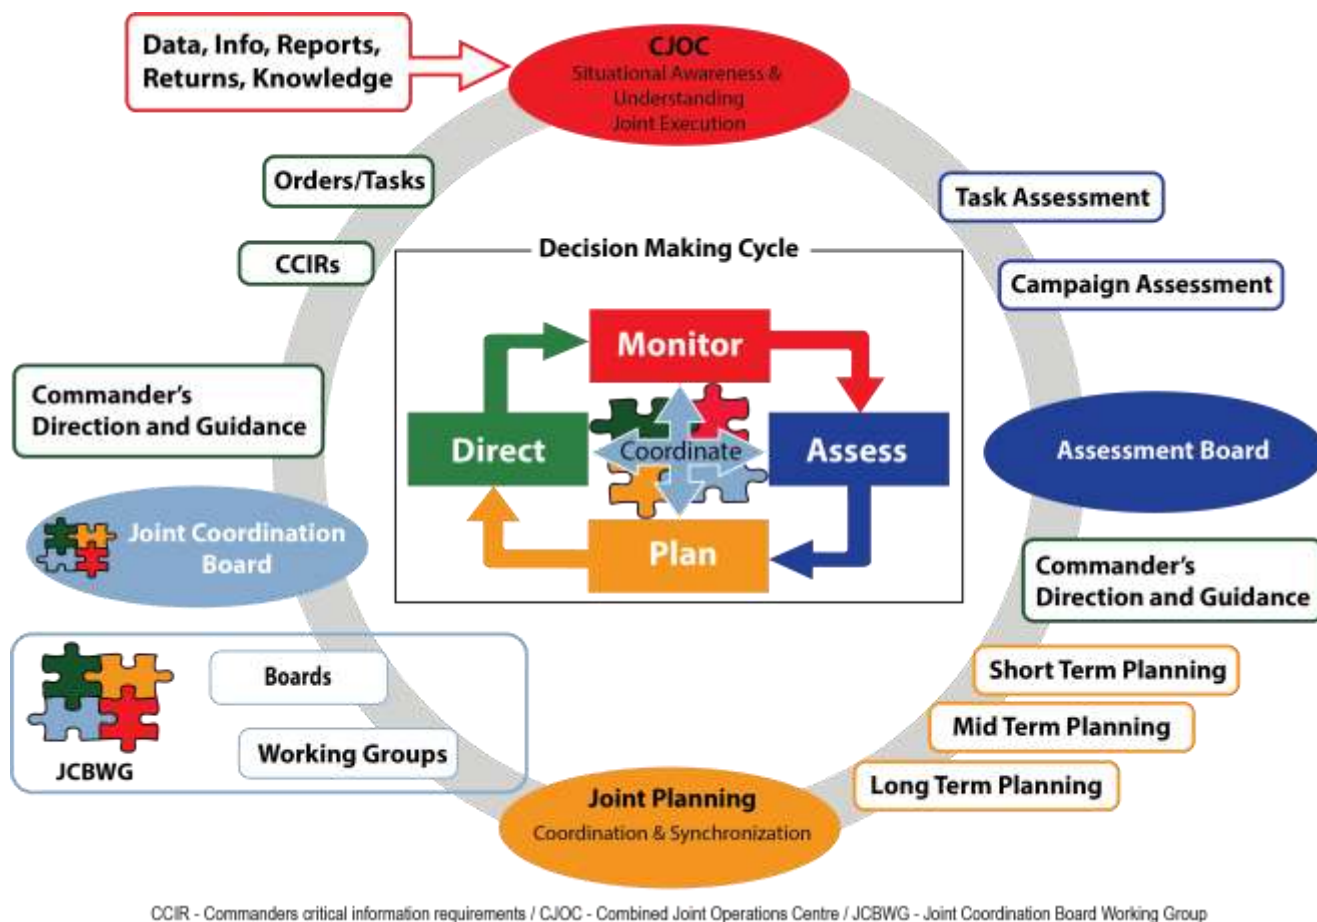 Data, Info, Reports,
Returns, Knowledge
CJOC
Situational Awareness &
Understanding
Joint Execution
Orders/Tasks
Task Assessment
CCIRs
Decision Making Cycle
Campaign Assessment
Monitor
Commander's
Direction and Guidance
Direct
Coordinate
Assess
Assessment Board
Joint Coordination
Board
Plan
Commander's
Direction and Guidance
Boards
Short Term Planning
Working Groups
Mid Term Planning
JCBWG
Long Term Planning
Joint Planning
Coordination & Synchronization
CCIR - Commanders critical information requirements / CJOC - Combined Joint Operations Centre / JCBWG - Joint Coordination Board Working Group